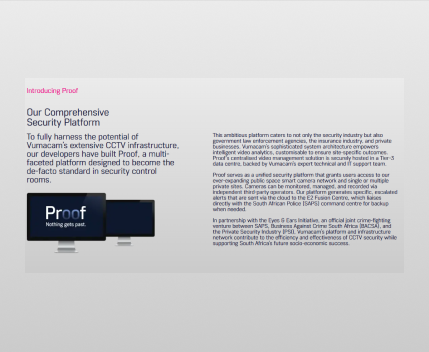 Introducing Proof
Our Comprehensive
Security Platform
To fully harness the potential of
Vumacam's extensive CCTV infrastructure,
our developers have built Proof, a multi-
faceted platform designed to become the
de-facto standard in security control
rooms.
Proof
Nothing gets past.
This ambitious platform caters to not only the security industry but also
government law enforcement agencies, the insurance industry, and private
businesses. Vumacam's sophisticated system architecture empowers
intelligent video analytics, customisable to ensure site-specific outcomes.
Proof's centralised video management solution is securely hosted in a Tier-3
data centre, backed by Vumacam's expert technical and IT support team.
Proof serves as a unified security platform that grants users access to our
ever-expanding public space smart camera network and single or multiple
private sites. Cameras can be monitored, managed, and recorded via
independent third-party operators. Our platform generates specific, escalated
alerts that are sent via the cloud to the E2 Fusion Centre, which liaises
directly with the South African Police (SAPS) command centre for backup
when needed.
In partnership with the Eyes & Ears Initiative, an official joint crime-fighting
venture between SAPS, Business Against Crime South Africa (BACSA), and
the Private Security Industry (PSI), Vumacam's platform and infrastructure
network contribute to the efficiency and effectiveness of CCTV security while
supporting South Africa's future socio-economic success.